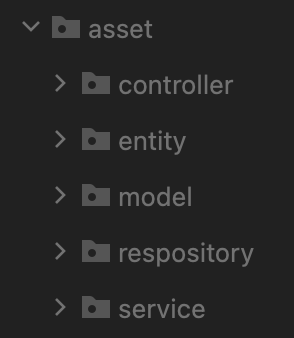 asset
controller
entity
model
respository
service